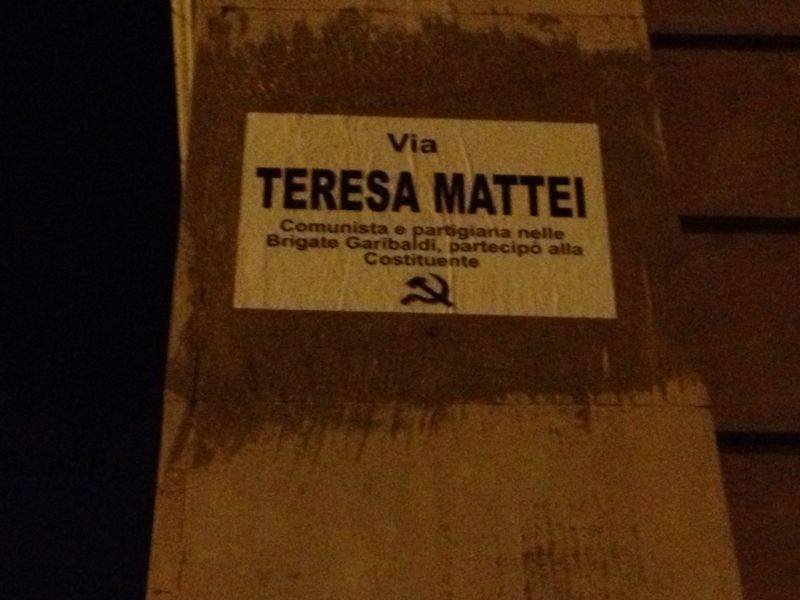 Via
TERESA MATTEI
Comunista e partigiana nelle
Brigate Garibaldi, partecipò alla
Costituente